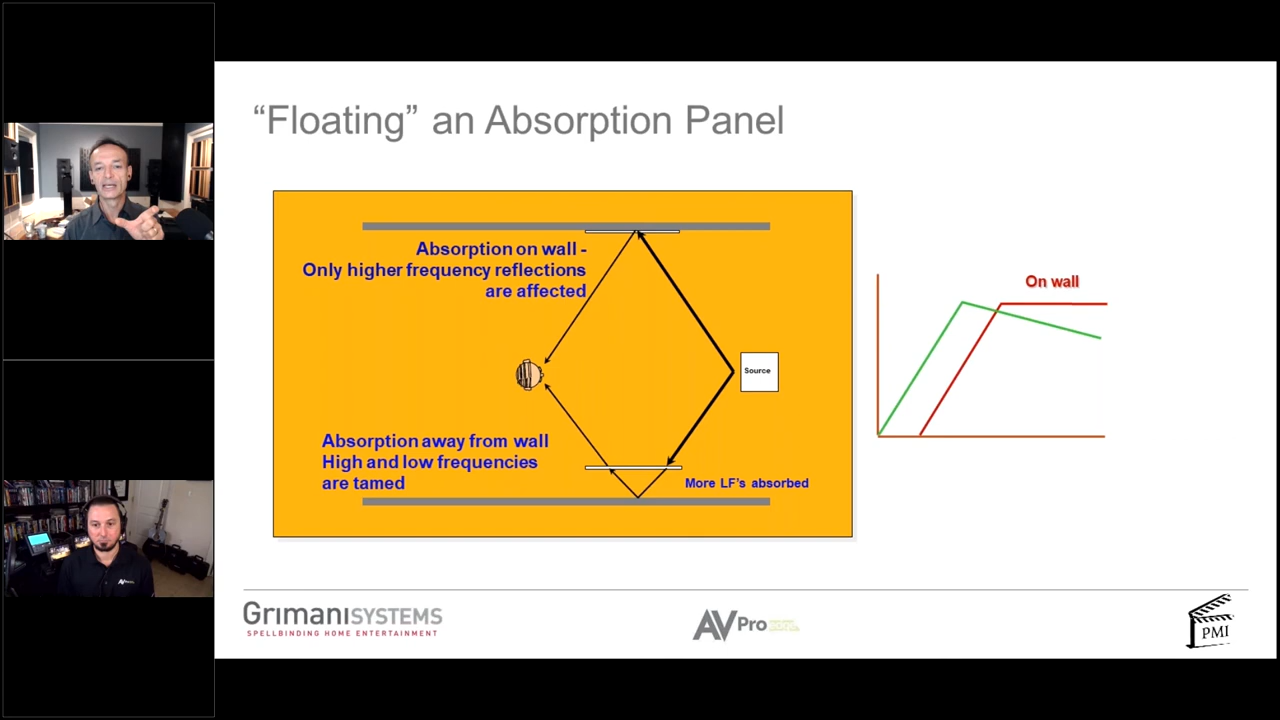 “Floating” an Absorption Panel
Absorption on wall -
Only higher frequency reflections
are affected
Source
Absorption away from wall
High and low frequencies
are tamed
More LF’s absorbed
On wall
GrimaniSYSTEMS
SPELLBINDING HOME ENTERTAINMENT
AVPro
PMI